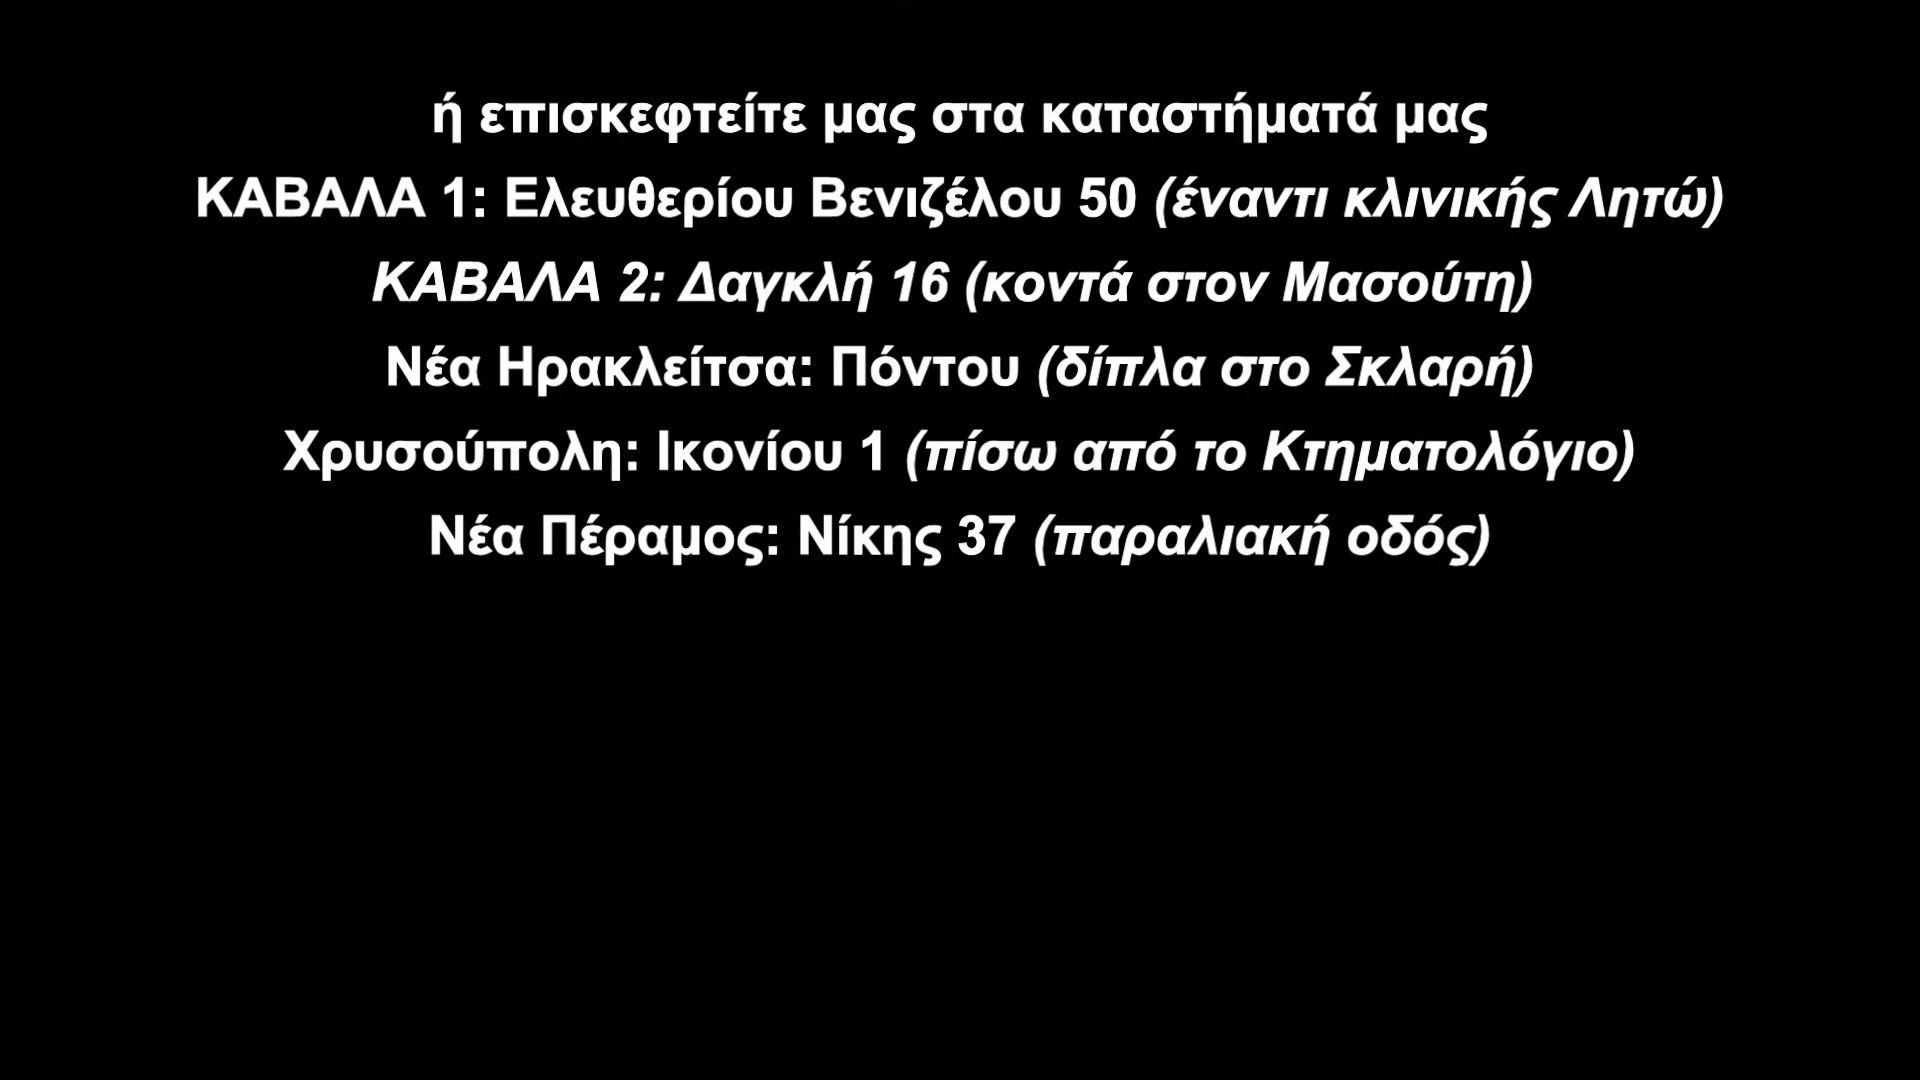 ή επισκεφτείτε μας στα καταστήματά μας
ΚΑΒΑΛΑ 1: Ελευθερίου Βενιζέλου 50 (έναντι κλινικής Λητώ)
ΚΑΒΑΛΑ 2: Δαγκλή 16 (κοντά στον Μασούτη)
Νέα Ηρακλείτσα: Πόντου (δίπλα στο Σκλαρή)
Χρυσούπολη: Ικονίου 1 (πίσω από το Κτηματολόγιο)
Νέα Πέραμος: Νίκης 37 (παραλιακή οδός)